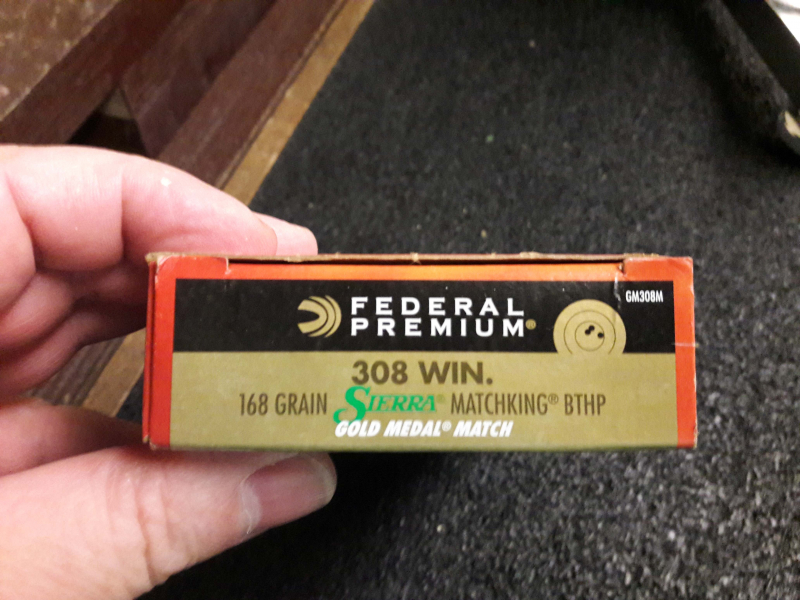 FEDERAL
PREMIUM®
GM308M
308 WIN.
168 GRAIN SIERRA® MATCHKING® BTHP
GOLD MEDAL® MATCH